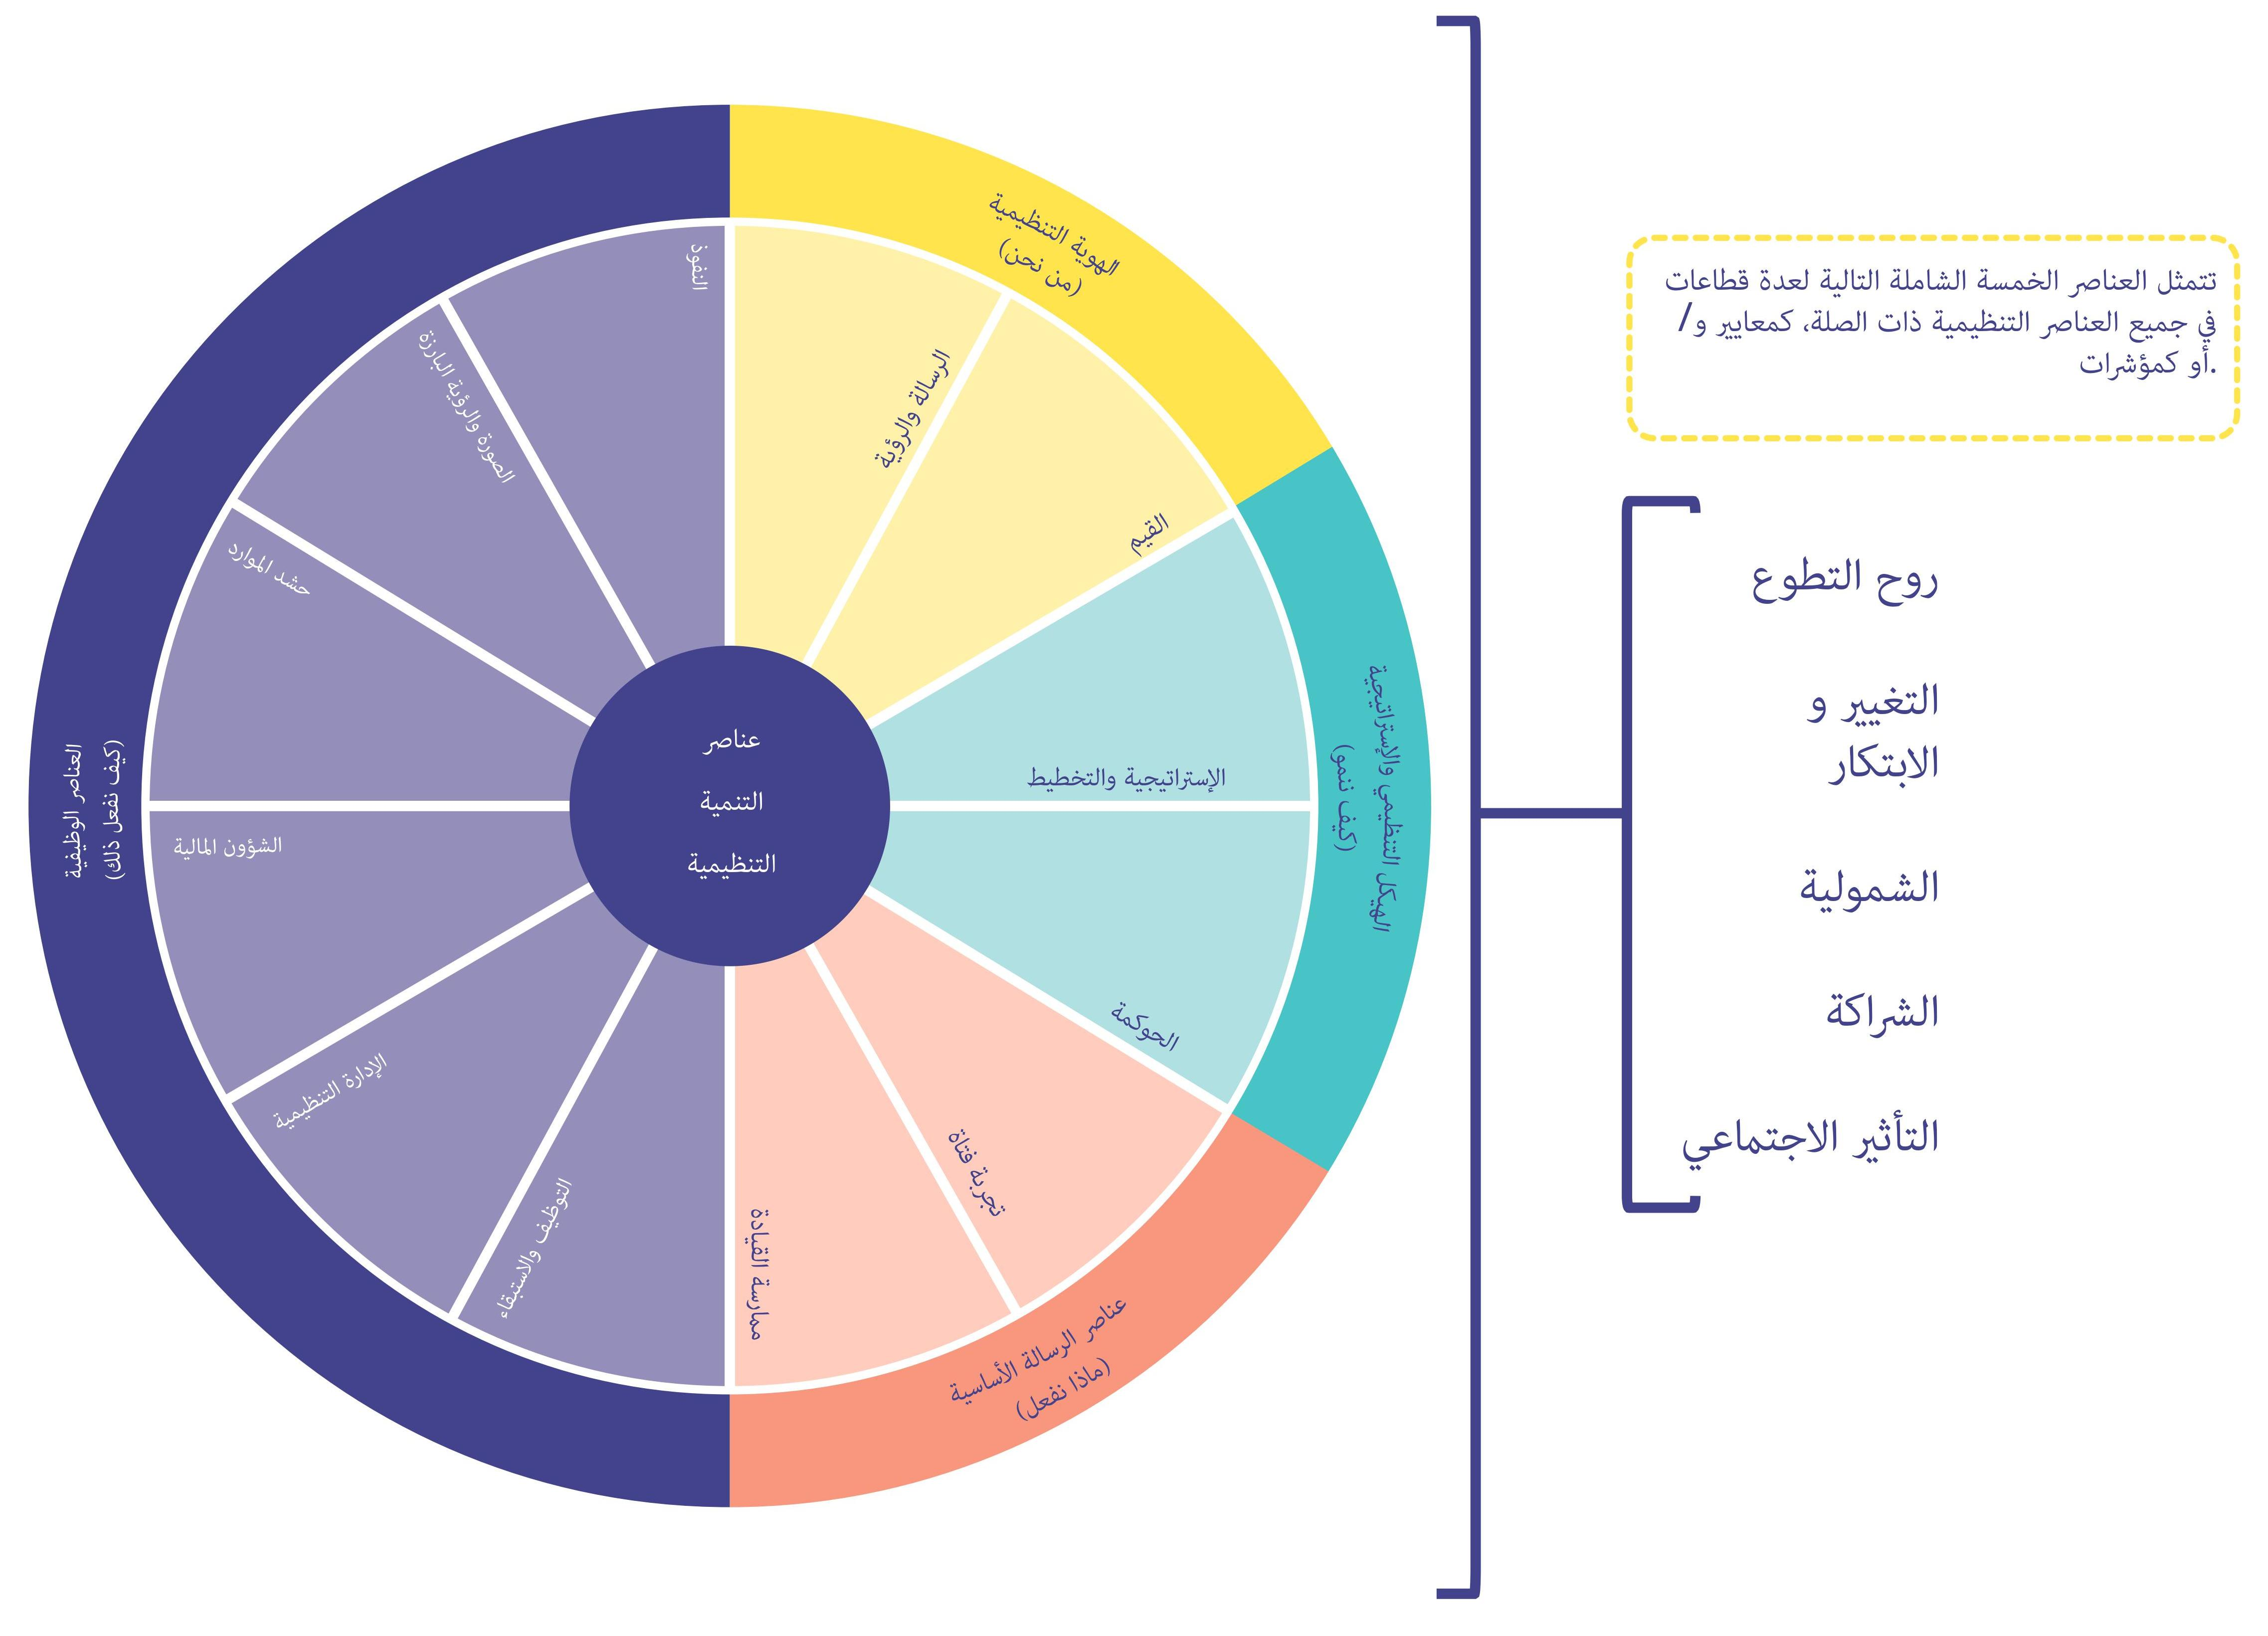 عناصر
التنمية
التنظيمية
الهوية التنظيمية
(من نحن)
الرسالة والرؤية
القيم
الهيكل التنظيمي والإستراتيجية
(كيف ننمو)
الإستراتيجية والتخطيط
الحوكمة
عناصر الرسالة الأساسية
(ماذا نفعل)
تجربة فتاة
ممارسة القيادة
العناصر الوظيفية
(كيف نفعل ذلك)
التوظيف والاستبقاء
الإدارة التنظيمية
الشؤون المالية
حشد الموارد
الصورة والرؤية البارزة
النفوذ
تتمثل العناصر الخمسة الشاملة التالية لعدة قطاعات
في جميع العناصر التنظيمية ذات الصلة، كمعايير و/
.أو كمؤشرات
روح التطوع
التغيير و
الابتكار
الشمولية
الشراكة
التأثير الاجتماعي